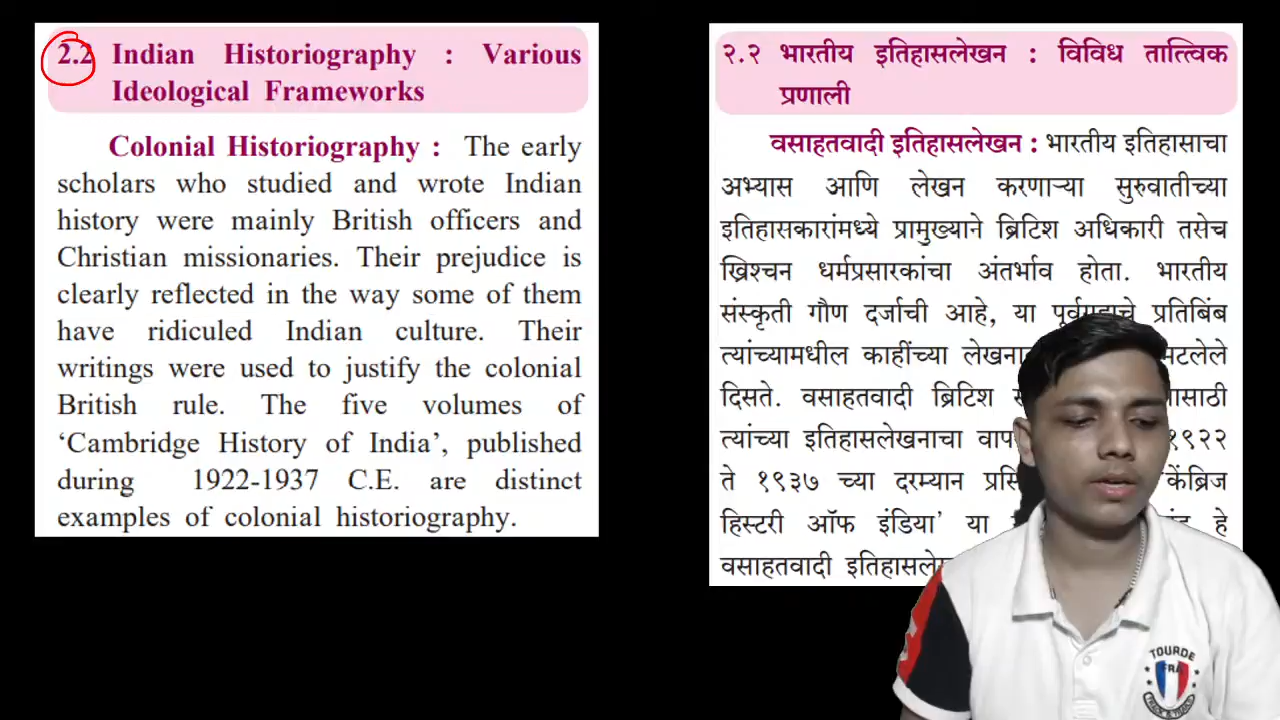 2.2 Indian Historiography : Various
Ideological Frameworks
Colonial Historiography : The early
scholars who studied and wrote Indian
history were mainly British officers and
Christian missionaries. Their prejudice is
clearly reflected in the way some of them
have ridiculed Indian culture. Their
writings were used to justify the colonial
British rule. The five volumes of
‘Cambridge History of India’, published
during 1922-1937 C.E. are distinct
examples of colonial historiography.
२.२ भारतीय इतिहासलेखन : विविध तात्त्विक
प्रणाली
वसाहतवादी इतिहासलेखन : भारतीय इतिहासाचा
अभ्यास आणि लेखन करणाऱ्या सुरुवातीच्या
इतिहासकारांमध्ये प्रामुख्याने ब्रिटिश अधिकारी तसेच
ख्रिश्चन धर्मप्रसारकांचा अंतर्भाव होता. भारतीय
संस्कृती गौण दर्जाची आहे, या पूर्वग्रहाचे प्रतिबिंब
त्यांच्यामधील काहींच्या
दिसते. वसाहतवादी ब्रिटिश
त्यांच्या इतिहासलेखनाचा १९२२
ते १९३७ च्या दरम्यान केंब्रिज
हिस्टरी ऑफ इंडिया’ या हे
वसाहतवादी
TOURDE
FRA